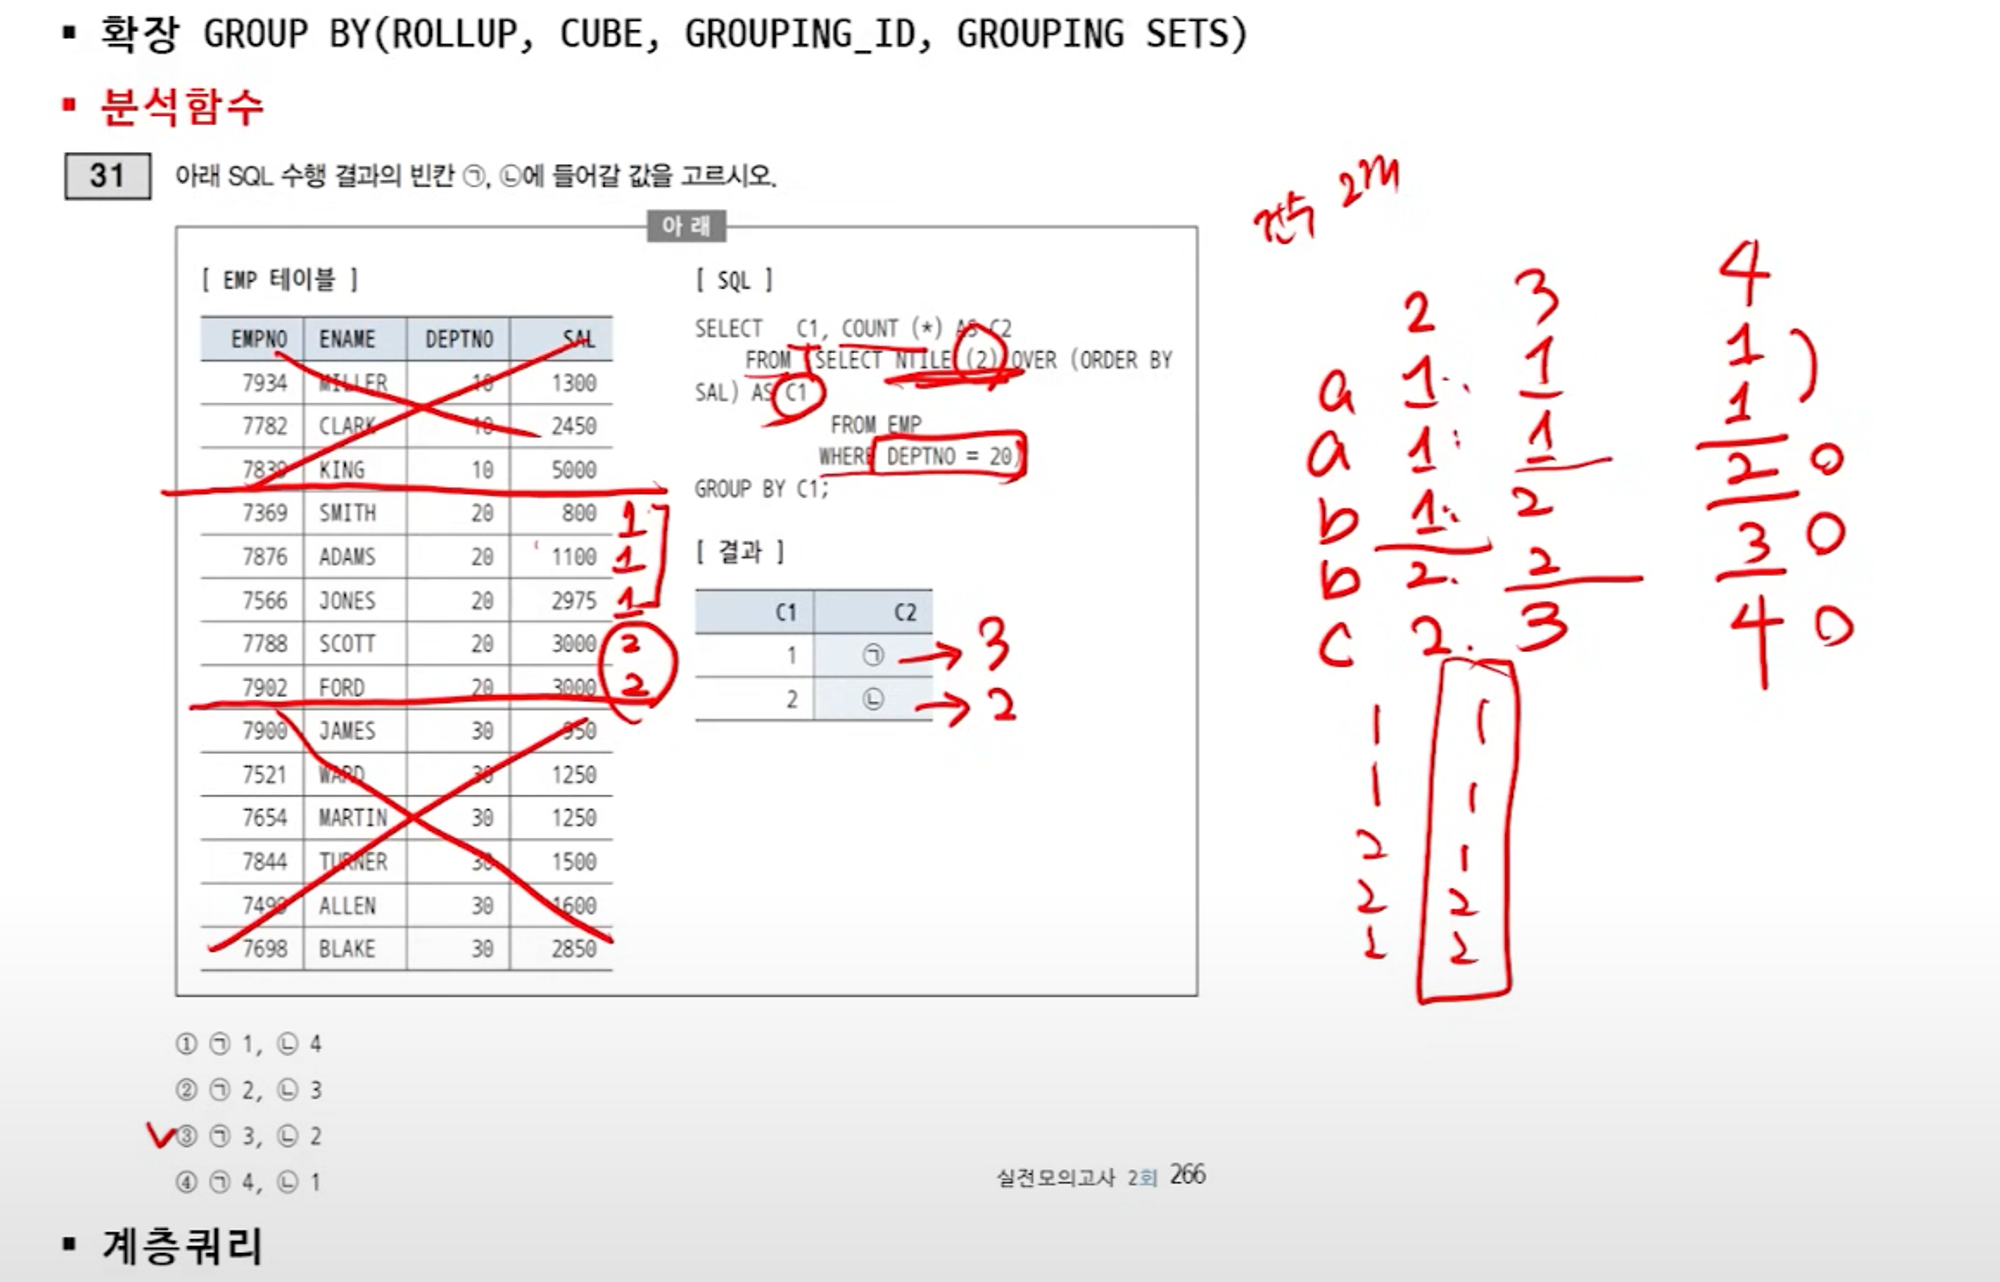 ▪ 확장 GROUP BY(ROLLUP, CUBE, GROUPING_ID, GROUPING SETS)
▪ 분석함수
31 아래 SQL 수행 결과의 빈칸 ㉠, ㉡에 들어갈 값을 고르시오.
아래
[ EMP 테이블 ]
EMPNO ENAME DEPTNO SAL
7934 MILLER 10 1300
7782 CLARK 10 2450
7839 KING 10 5000
7369 SMITH 20 800 1
7876 ADAMS 20 1100 1
7566 JONES 20 2975 1
7788 SCOTT 20 3000 2
7902 FORD 20 3000 2
7900 JAMES 30 950
7521 WARD 30 1250
7654 MARTIN 30 1250
7844 TURNER 30 1500
7499 ALLEN 30 1600
7698 BLAKE 30 2850
[ SQL ]
SELECT C1, COUNT (*) AS C2
FROM (SELECT NTILE (2) OVER (ORDER BY
SAL) AS C1
FROM EMP
WHERE DEPTNO = 20)
GROUP BY C1;
[ 결과 ]
C1 C2
1 ㉠ → 3
2 ㉡ → 2
건수
2 3 4
a 1 1 1
a 1 1 1
b 1 2 2 0
b 2 2 3 0
c 2 3 4 0
1 1
1 1
2 1
2 2
2 2
① ㉠ 1, ㉡ 4
② ㉠ 2, ㉡ 3
③ ㉠ 3, ㉡ 2
④ ㉠ 4, ㉡ 1
실전모의고사 2회 266
▪ 계층쿼리